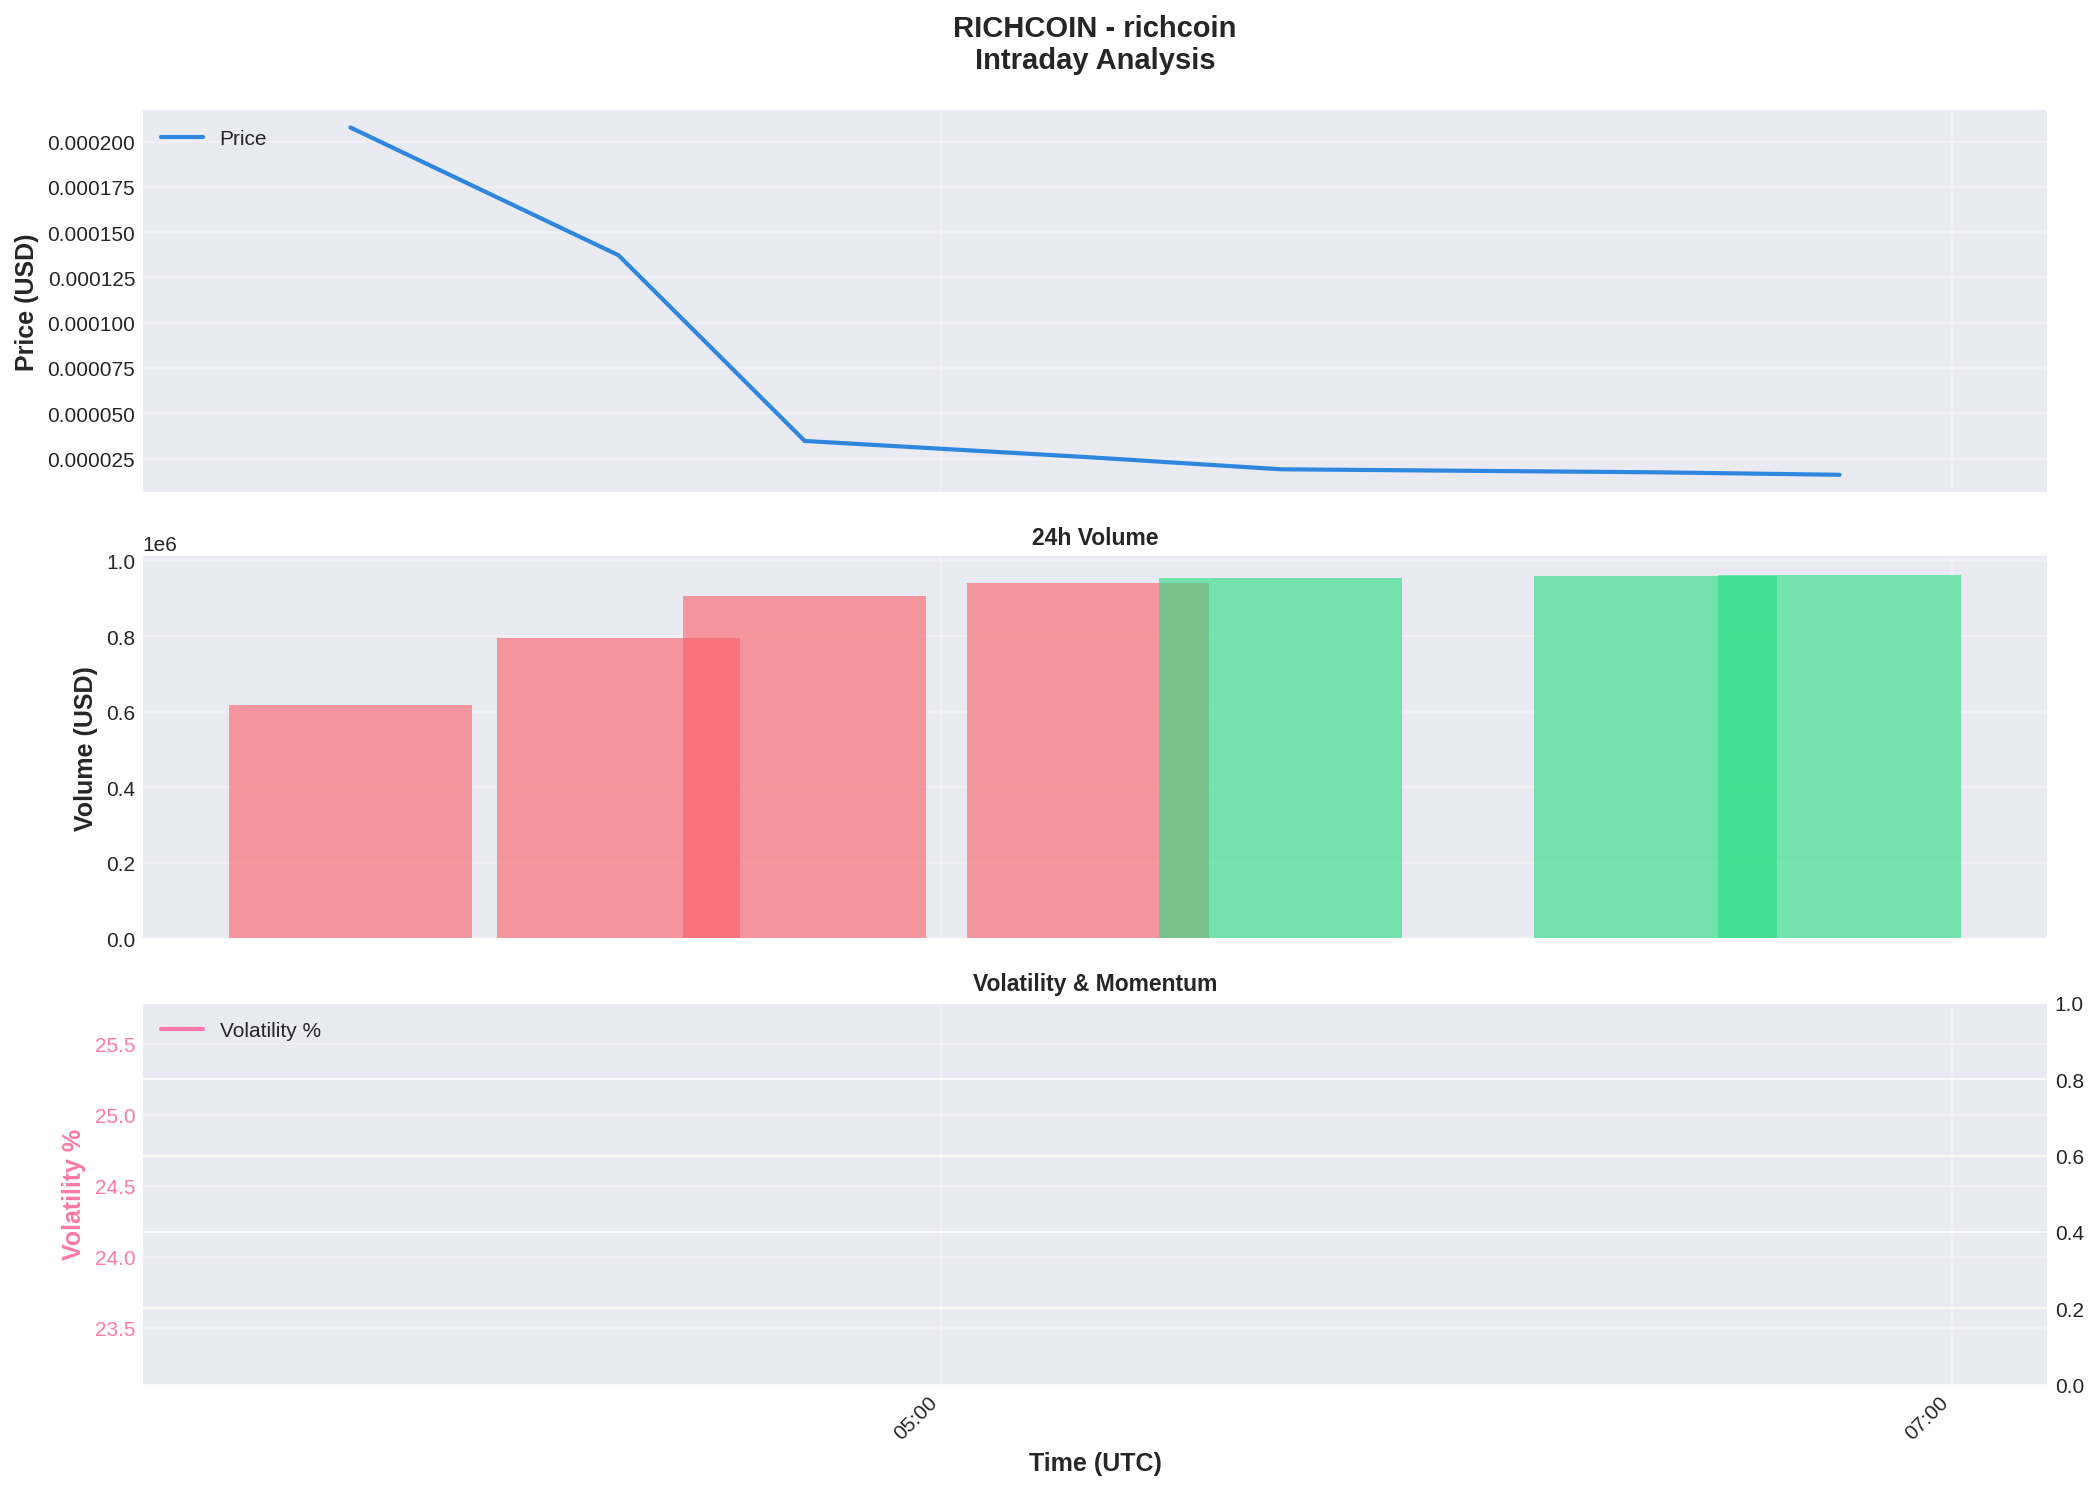 RICHCOIN - richcoin
Intraday Analysis
Price
0.000200
0.000175
0.000150
0.000125
0.000100
0.000075
0.000050
0.000025
Price (USD)
24h Volume
1e6
1.0
0.8
0.6
0.4
0.2
0.0
Volume (USD)
Volatility & Momentum
Volatility %
25.5
25.0
24.5
24.0
23.5
Volatility %
1.0
0.8
0.6
0.4
0.2
0.0
05:00
07:00
Time (UTC)